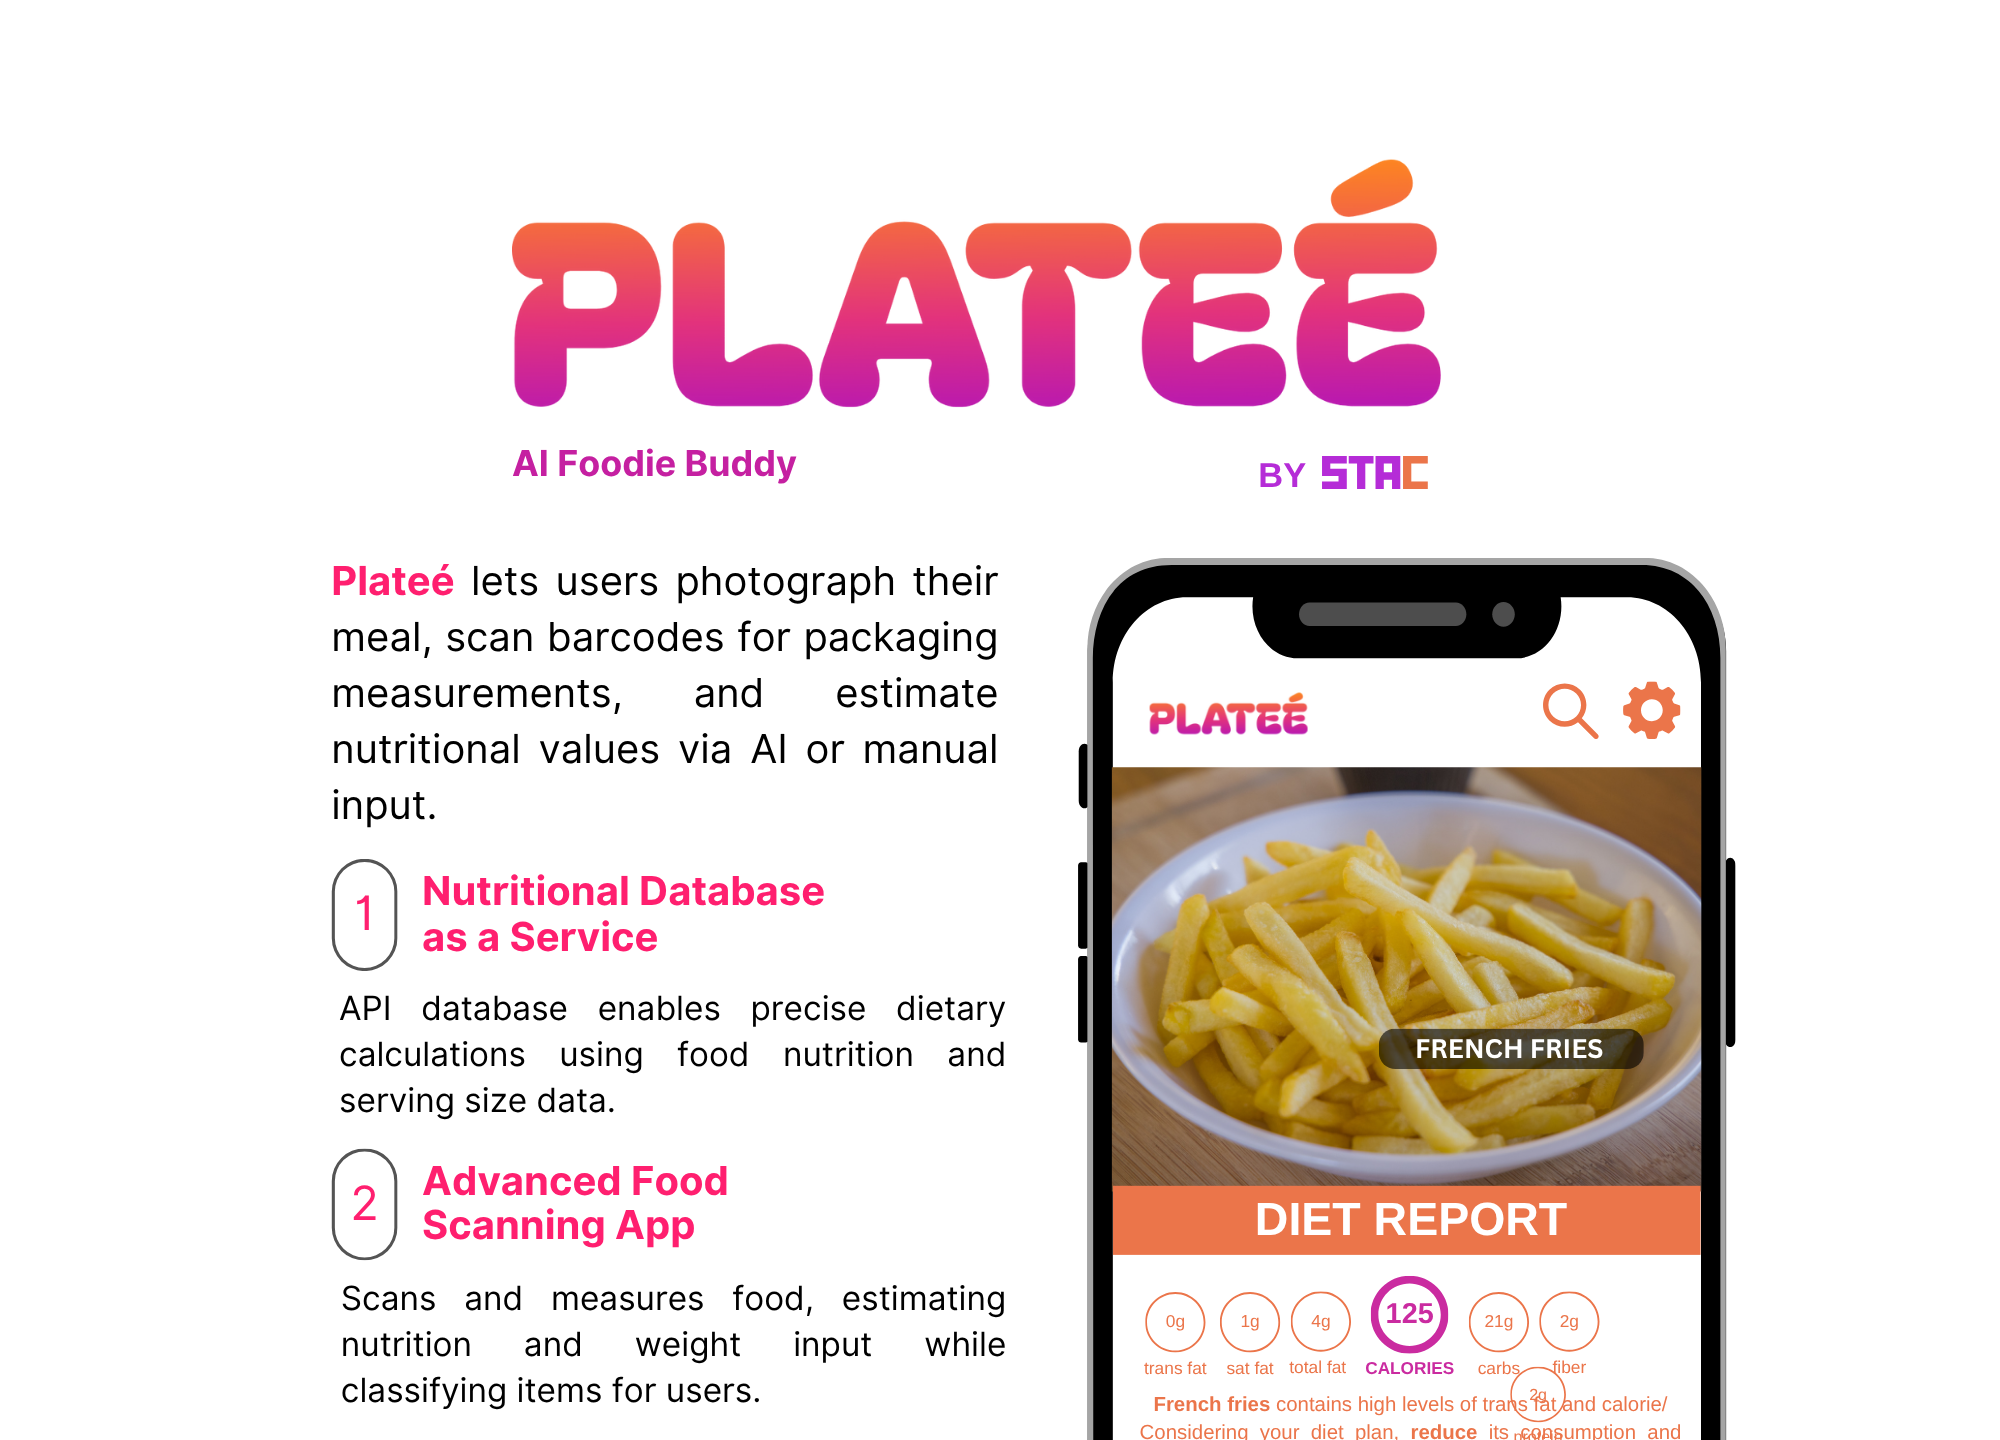 PLATEÉ
AI Foodie Buddy
BY STAC
Plateé lets users photograph their
meal, scan barcodes for packaging
measurements, and estimate
nutritional values via AI or manual
input.
1
Nutritional Database
as a Service
API database enables precise dietary
calculations using food nutrition and
serving size data.
2
Advanced Food
Scanning App
Scans and measures food, estimating
nutrition and weight input while
classifying items for users.
PLATEÉ
FRENCH FRIES
DIET REPORT
0g 1g 4g 125 21g 2g
trans fat sat fat total fat CALORIES carbs fiber
2g
protein
French fries contains high levels of trans fat and calorie/
Considering your diet plan, reduce its consumption and